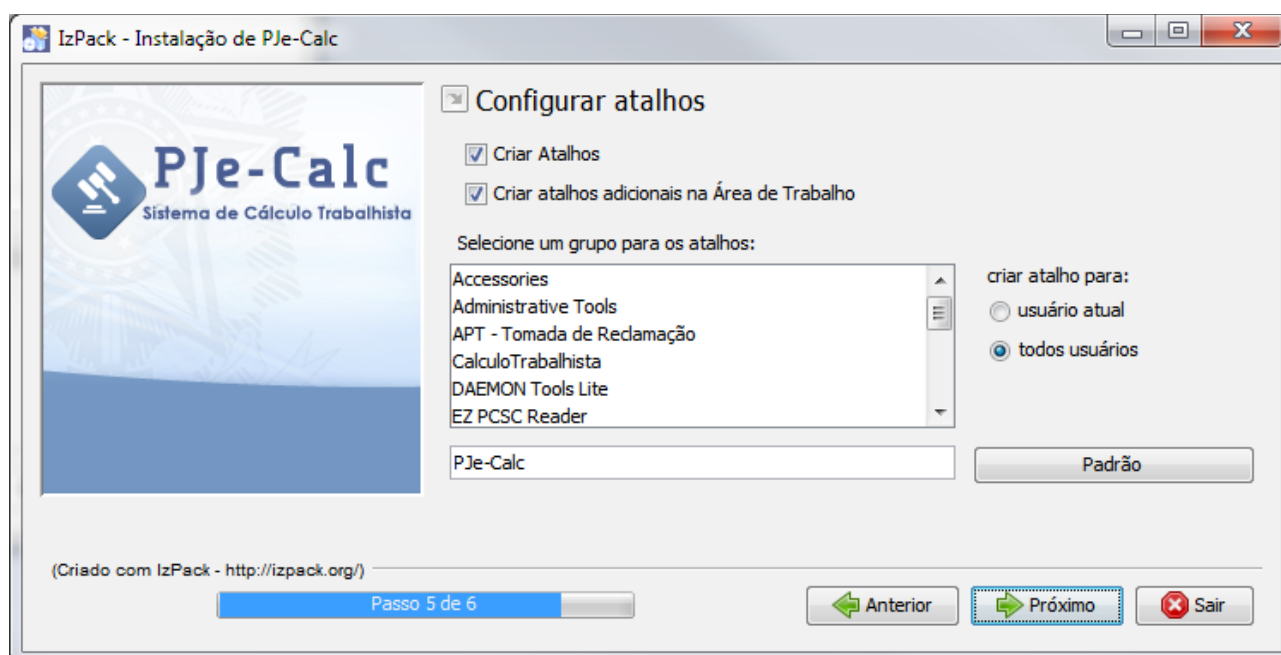 IzPack - Instalação de PJe-Calc
PJe-Calc
Sistema de Cálculo Trabalhista
Configurar atalhos
Criar Atalhos
Criar atalhos adicionais na Área de Trabalho
Selecione um grupo para os atalhos:
Accessories
Administrative Tools
APT - Tomada de Reclamação
CalculoTrabalhista
DAEMON Tools Lite
EZ PCSC Reader
criar atalho para:
usuário atual
todos usuários
PJe-Calc
Padrão
(Criado com IzPack - http://izpack.org/)
Passo 5 de 6
Anterior
Próximo
Sair